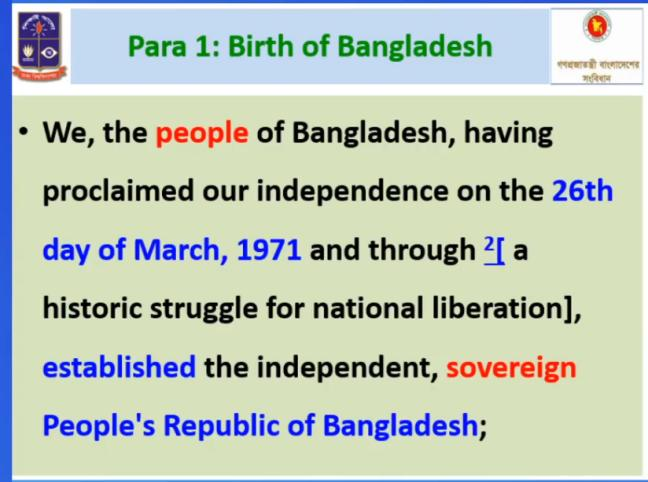 Para 1: Birth of Bangladesh
গণপ্রজাতন্ত্রী বাংলাদেশের
সংবিধান
• We, the people of Bangladesh, having
proclaimed our independence on the 26th
day of March, 1971 and through 2[ a
historic struggle for national liberation],
established the independent, sovereign
People's Republic of Bangladesh;